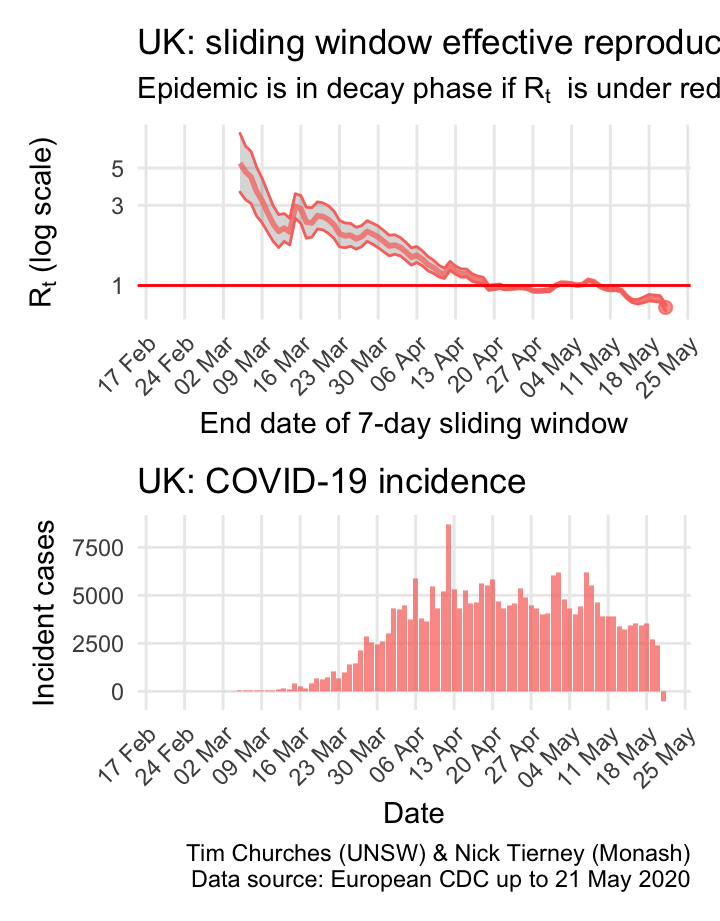 UK: sliding window effective reproduc
Epidemic is in decay phase if Rt is under red
Rt (log scale)
5
3
1
17 Feb
24 Feb
02 Mar
09 Mar
16 Mar
23 Mar
30 Mar
06 Apr
13 Apr
20 Apr
27 Apr
04 May
11 May
18 May
25 May
End date of 7-day sliding window
UK: COVID-19 incidence
Incident cases
7500
5000
2500
0
17 Feb
24 Feb
02 Mar
09 Mar
16 Mar
23 Mar
30 Mar
06 Apr
13 Apr
20 Apr
27 Apr
04 May
11 May
18 May
25 May
Date
Tim Churches (UNSW) & Nick Tierney (Monash)
Data source: European CDC up to 21 May 2020